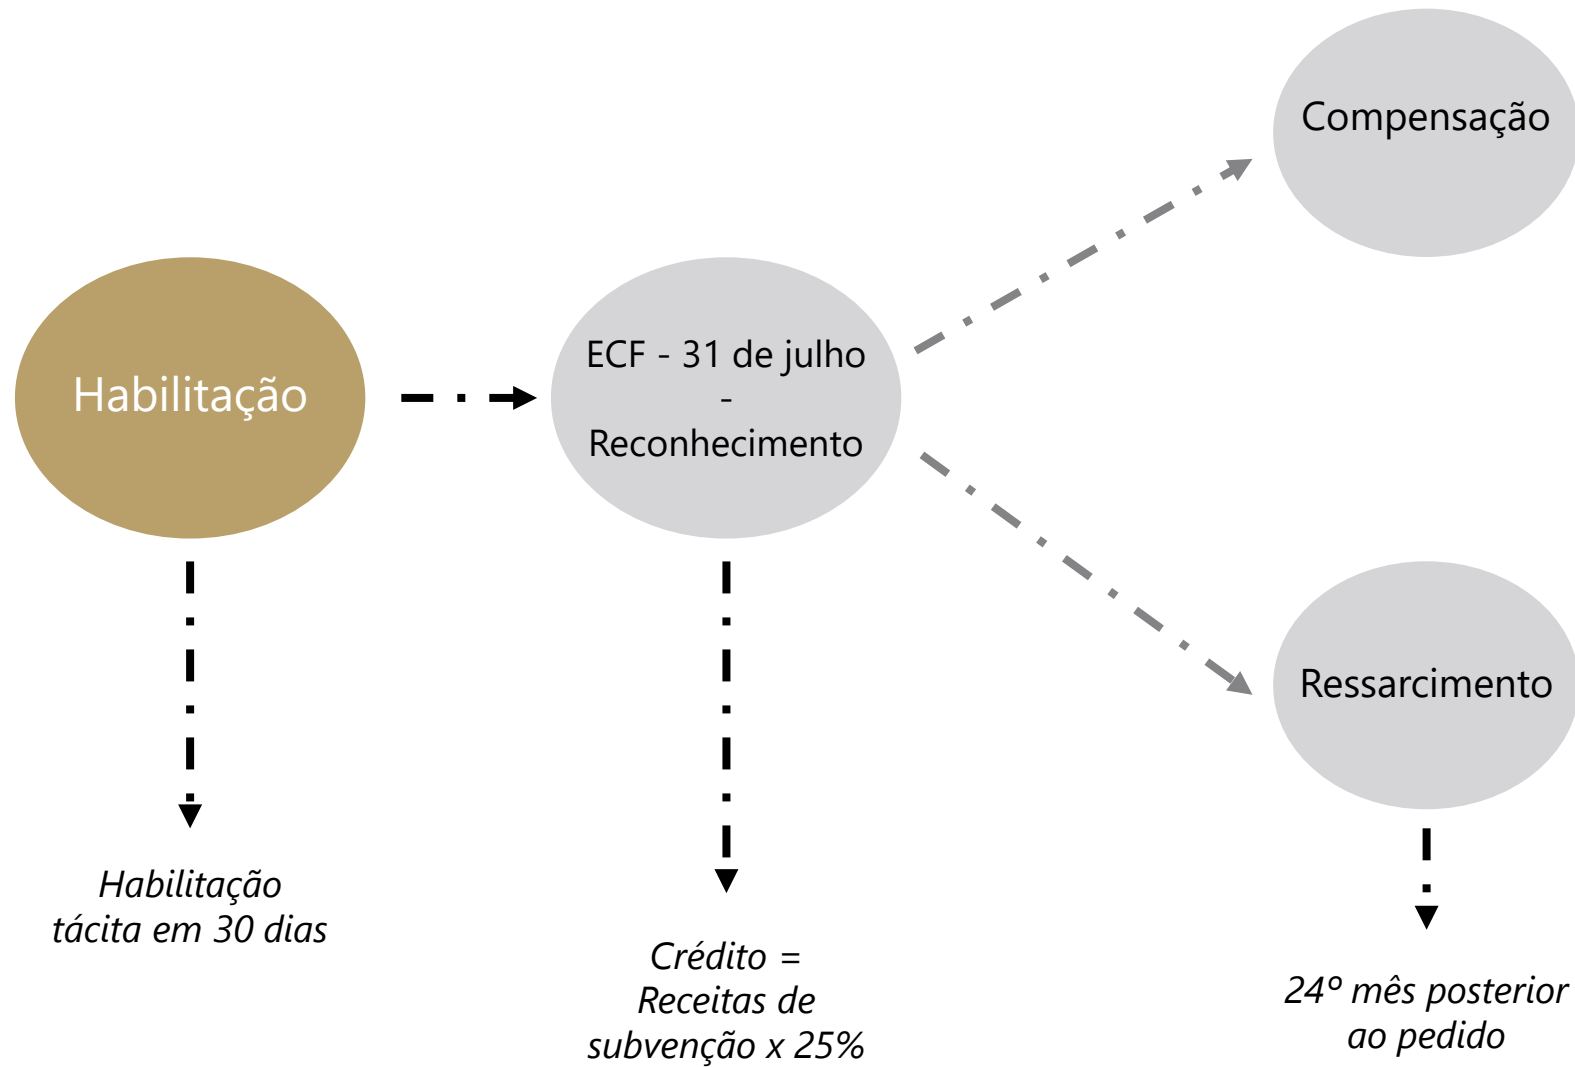 Compensação
Habilitação
ECF - 31 de julho
-
Reconhecimento
Ressarcimento
Habilitação
tácita em 30 dias
Crédito =
Receitas de
subvenção x 25%
24º mês posterior
ao pedido